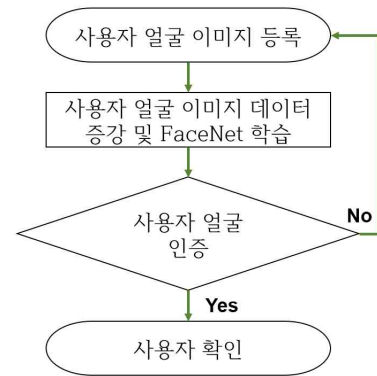 사용자 얼굴 이미지 등록
사용자 얼굴 이미지 데이터
증강 및 FaceNet 학습
사용자 얼굴
인증
No
Yes
사용자 확인